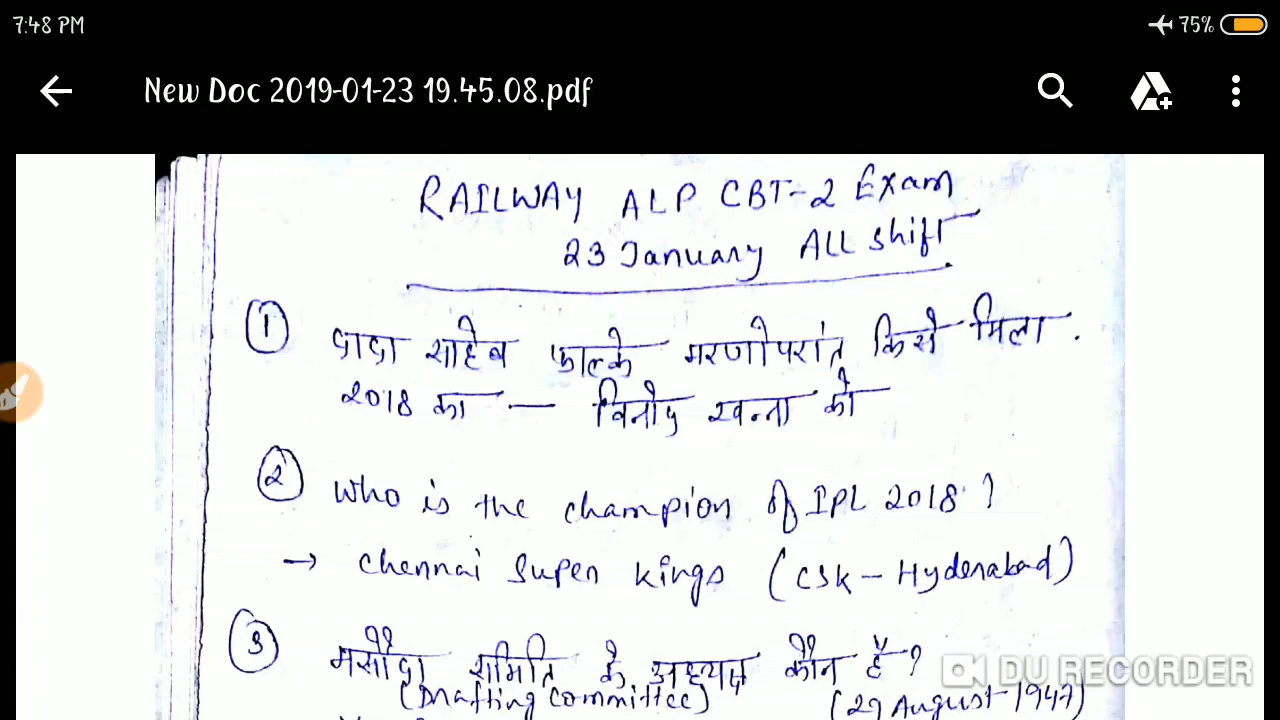 7:48 PM 75%
New Doc 2019-01-23 19.45.08.pdf
RAILWAY ALP CBT-2 Exam
23 January ALL Shift
① दादा साहेब फाल्के मरणोपरांत किसे मिला .
2018 का — विनोद खन्ना को
② Who is the champion of IPL 2018 ?
→ Chennai Super Kings (CSK - Hyderabad)
③ मसौदा समिति के अध्यक्ष कौन है ?
(Drafting committee) (29 August-1947)
DU RECORDER